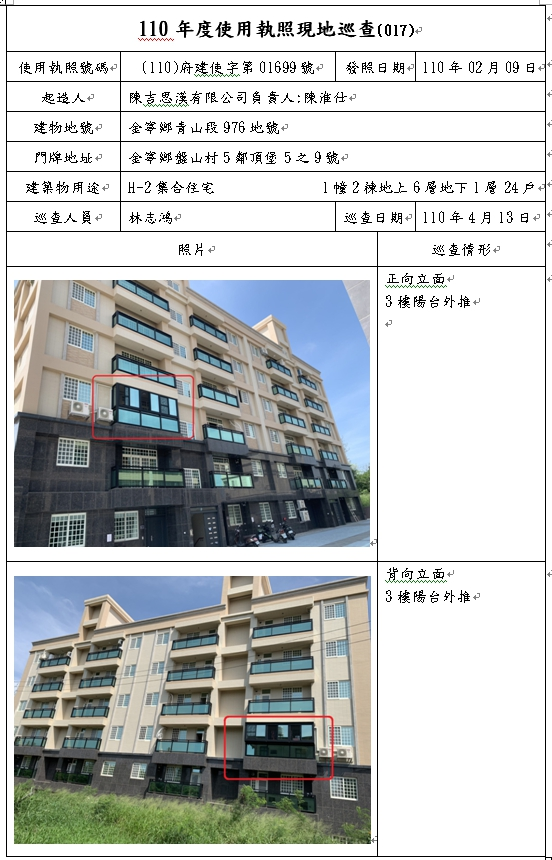 110 年度使用執照現地巡查(017)
使用執照號碼 (110)府建使字第 01699 號 發照日期 110 年 02 月 09 日
起造人 陳吉思漢有限公司負責人:陳淮仕
建物地號 金寧鄉青山段 976 地號
門牌地址 金寧鄉盤山村 5 鄰頂堡 5 之 9 號
建築物用途 H-2 集合住宅 1 幢 2 棟地上 6 層地下 1 層 24 戶
巡查人員 林志鴻 巡查日期 110 年 4 月 13 日
照片 巡查情形
正向立面
3 樓陽台外推
背向立面
3 樓陽台外推